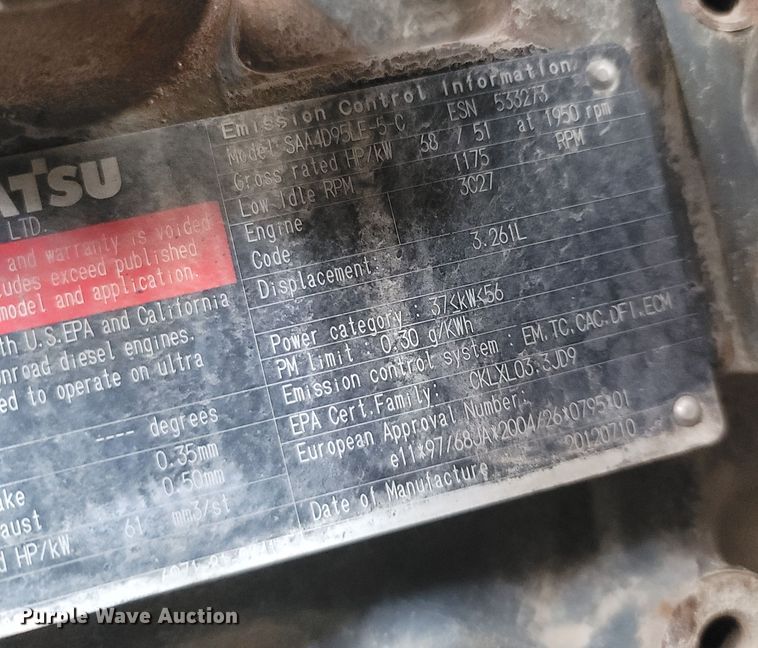 ATSU
LTD.
and warranty is voided
udes exceed published
model and application.
th U.S.EPA and California
onroad diesel engines.
ed to operate on ultra
---- degrees
0.35mm
ake 0.50mm
aust 61 mm3/st
d HP/kW
Emission Control Information
Model SAA4D95LE-5-C ESN 533273
Gross rated HP/kW 68 / 51 at 1950 rpm
Low Idle RPM 1175 RPM
Engine 3C27
Code
Displacement: 3.261L
Power category : 37≤kW<56
PM limit : 0.30 g/kWh
Emission control system : EM.TC.CAC.DFI.ECM
EPA Cert.Family: CKLXL03.3JD9
European Approval Number:
e11*97/68JA*2004/26*0795*01
Date of Manufacture 20120710
Purple Wave Auction